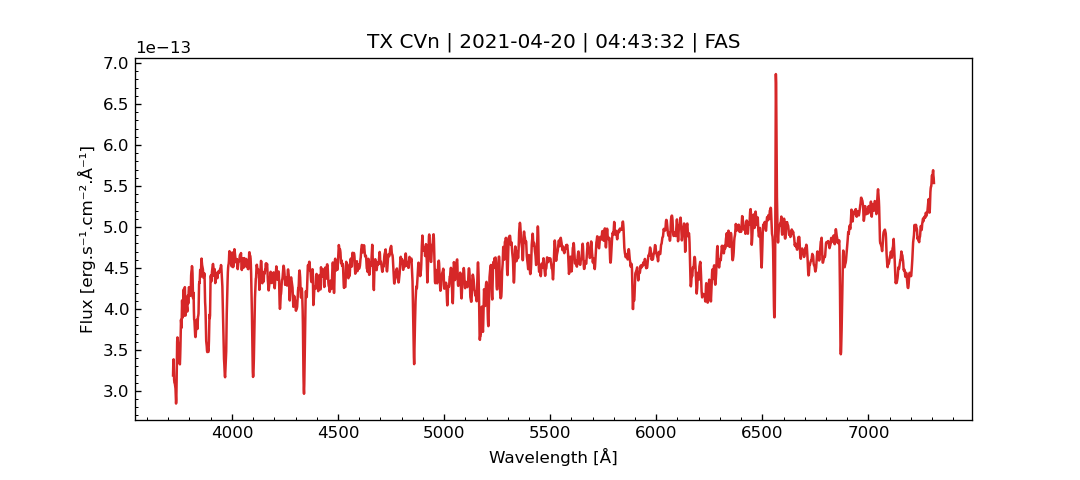 TX CVn | 2021-04-20 | 04:43:32 | FAS
1e−13
7.0
6.5
6.0
5.5
5.0
4.5
4.0
3.5
3.0
Flux [erg.s⁻¹.cm⁻².Å⁻¹]
4000 4500 5000 5500 6000 6500 7000
Wavelength [Å]